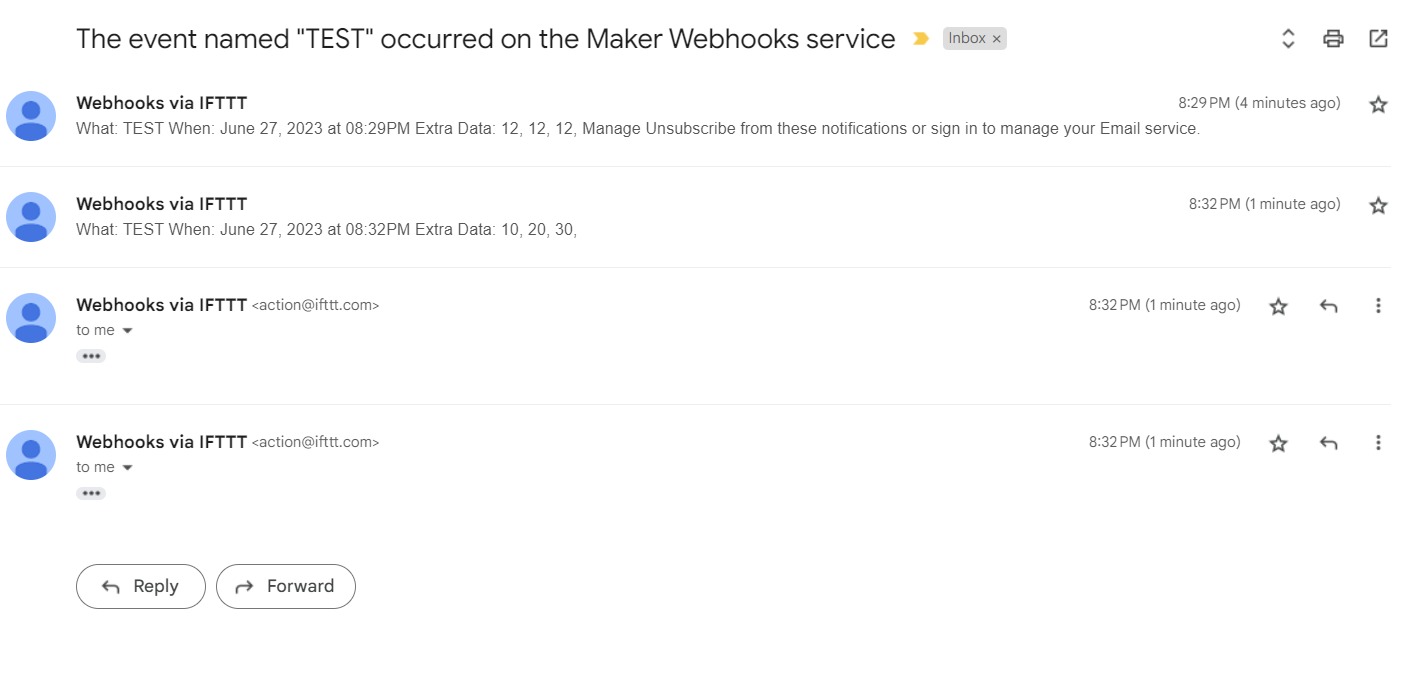 The event named "TEST" occurred on the Maker Webhooks service Inbox ×
Webhooks via IFTTT 8:29 PM (4 minutes ago)
What: TEST When: June 27, 2023 at 08:29PM Extra Data: 12, 12, 12, Manage Unsubscribe from these notifications or sign in to manage your Email service.
Webhooks via IFTTT 8:32 PM (1 minute ago)
What: TEST When: June 27, 2023 at 08:32PM Extra Data: 10, 20, 30,
Webhooks via IFTTT <action@ifttt.com> 8:32 PM (1 minute ago)
to me
Webhooks via IFTTT <action@ifttt.com> 8:32 PM (1 minute ago)
to me
Reply Forward